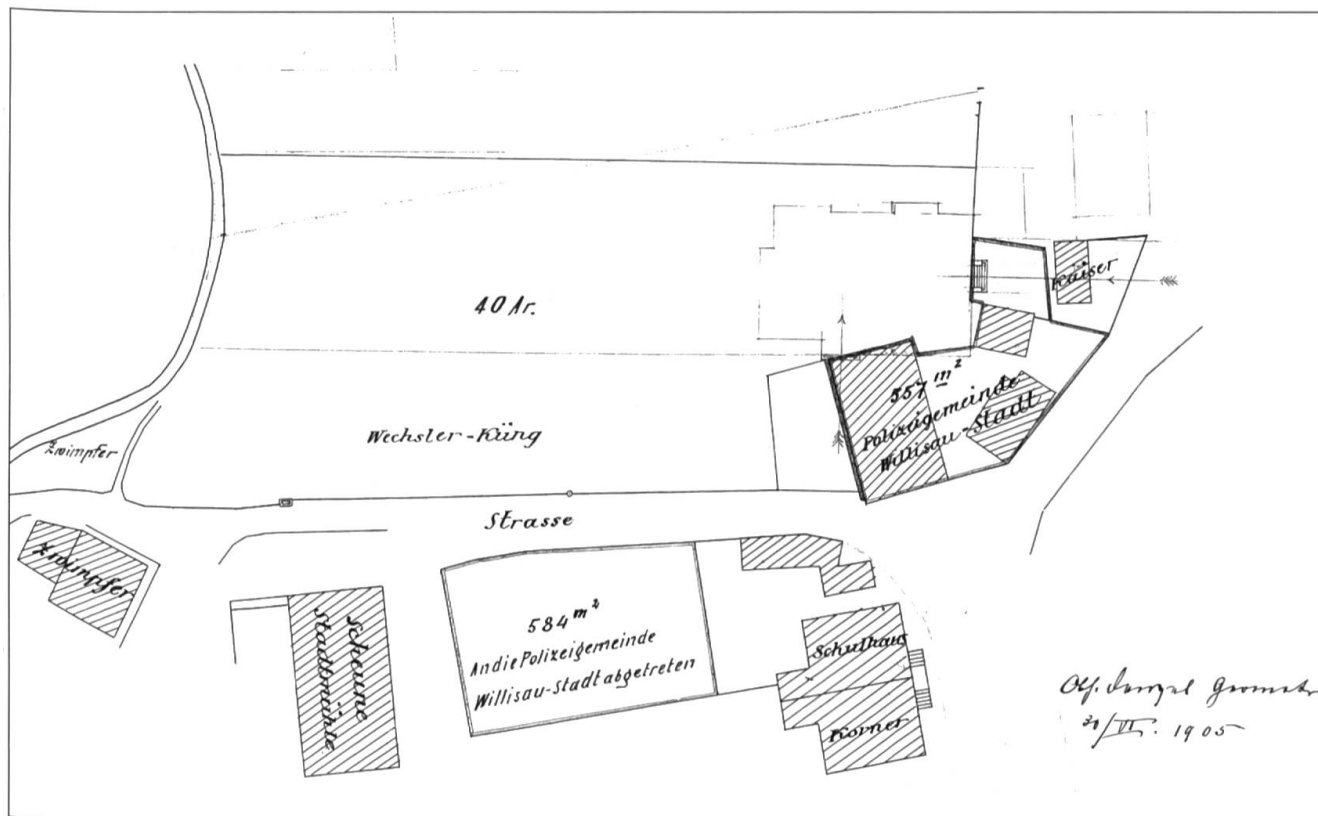 40 Ar.
Käiser
557 m²
Polizeigemeinde
Willisau-Stadt
Wechsler-Küng
Zwimpfer
Strasse
Zwimpfer
Scheune
Stadtmühle
584 m²
An die Polizeigemeinde
Willisau-Stadt abgetreten
Schulhaus
Korner
Geometer
1905